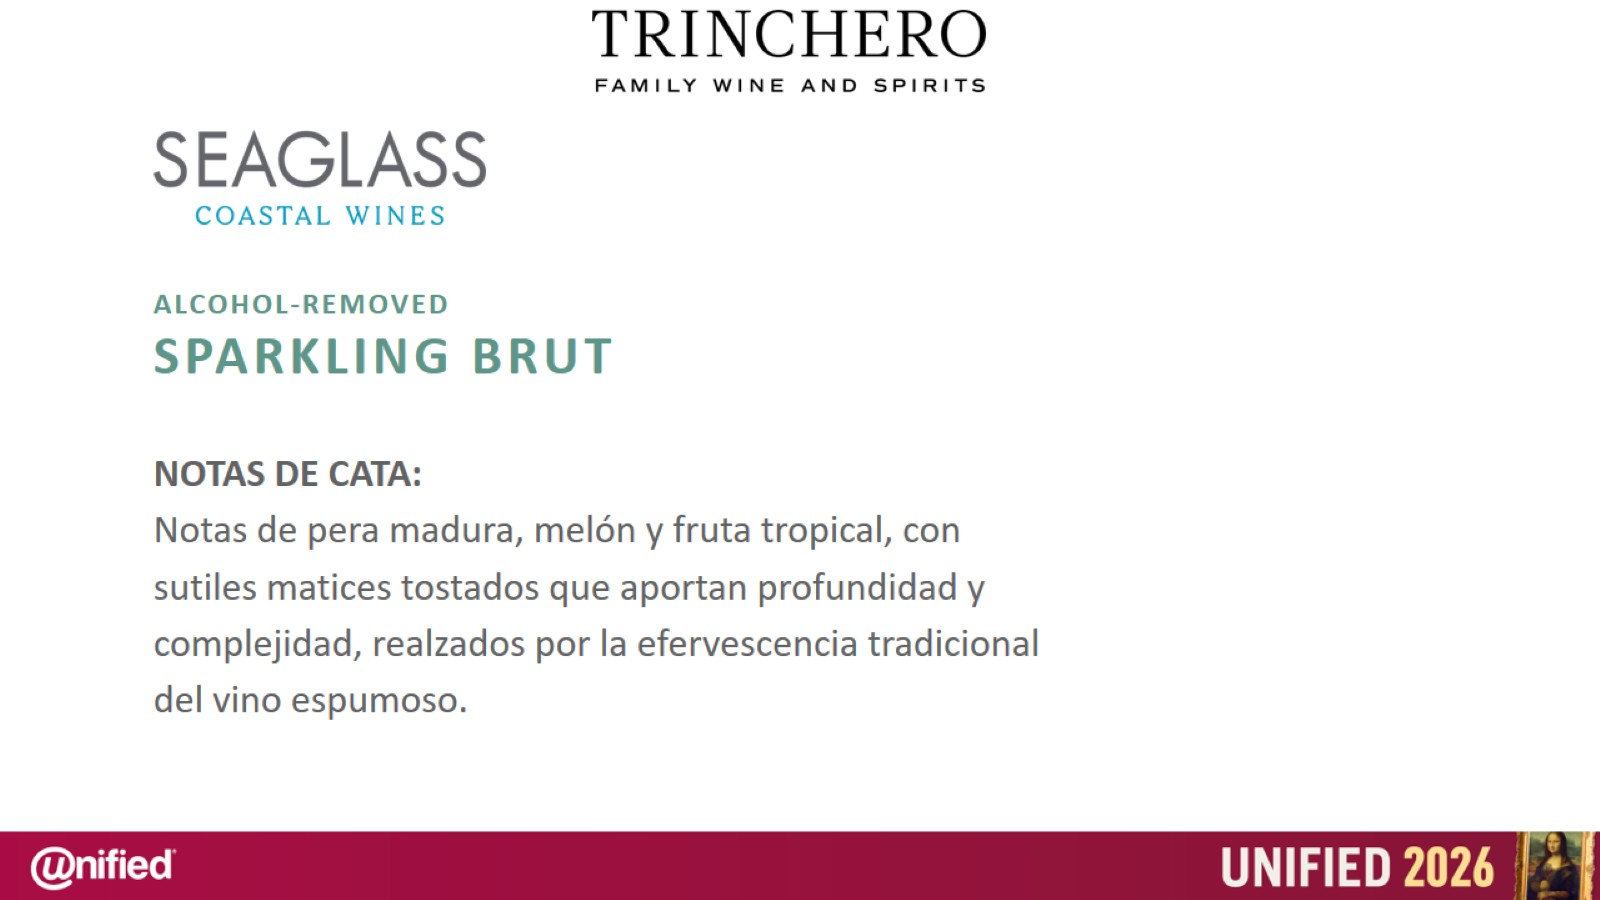 TRINCHERO
FAMILY WINE AND SPIRITS
SEAGLASS
COASTAL WINES
ALCOHOL-REMOVED
SPARKLING BRUT
NOTAS DE CATA:
Notas de pera madura, melón y fruta tropical, con
sutiles matices tostados que aportan profundidad y
complejidad, realzados por la efervescencia tradicional
del vino espumoso.
unified
UNIFIED 2026